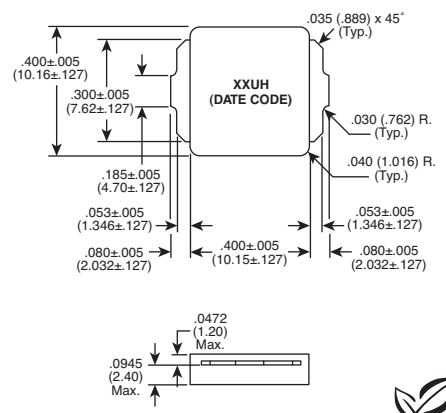 .035 (.889) x 45°
(Typ.)
.400±.005
(10.16±.127)
XXUH
(DATE CODE)
.300±.005
(7.62±.127)
.030 (.762) R.
(Typ.)
.040 (1.016) R.
(Typ.)
.185±.005
(4.70±.127)
.053±.005
(1.346±.127)
.053±.005
(1.346±.127)
.080±.005
(2.032±.127)
.400±.005
(10.15±.127)
.080±.005
(2.032±.127)
.0472
(1.20)
Max.
.0945
(2.40)
Max.